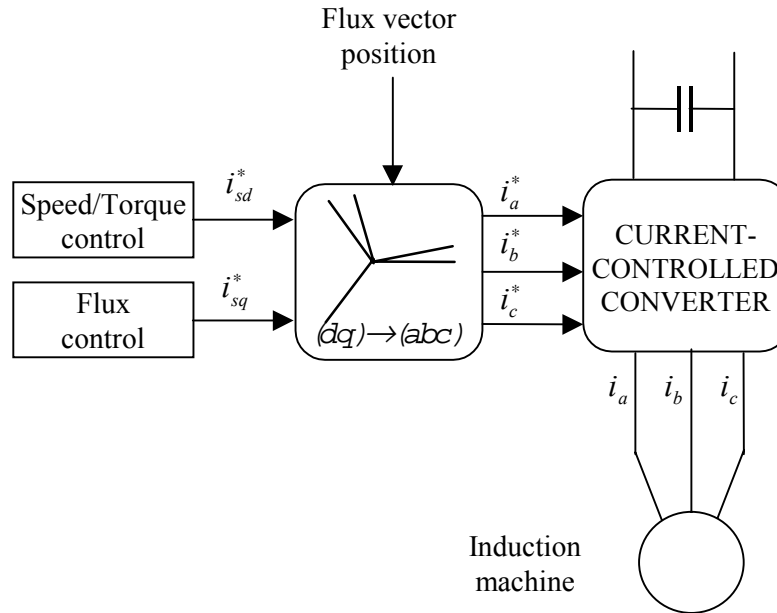 Flux vector
position
Speed/Torque
control
i*sd
Flux
control
i*sq
(dq)→(abc)
i*a
i*b
i*c
CURRENT-
CONTROLLED
CONVERTER
ia
ib
ic
Induction
machine